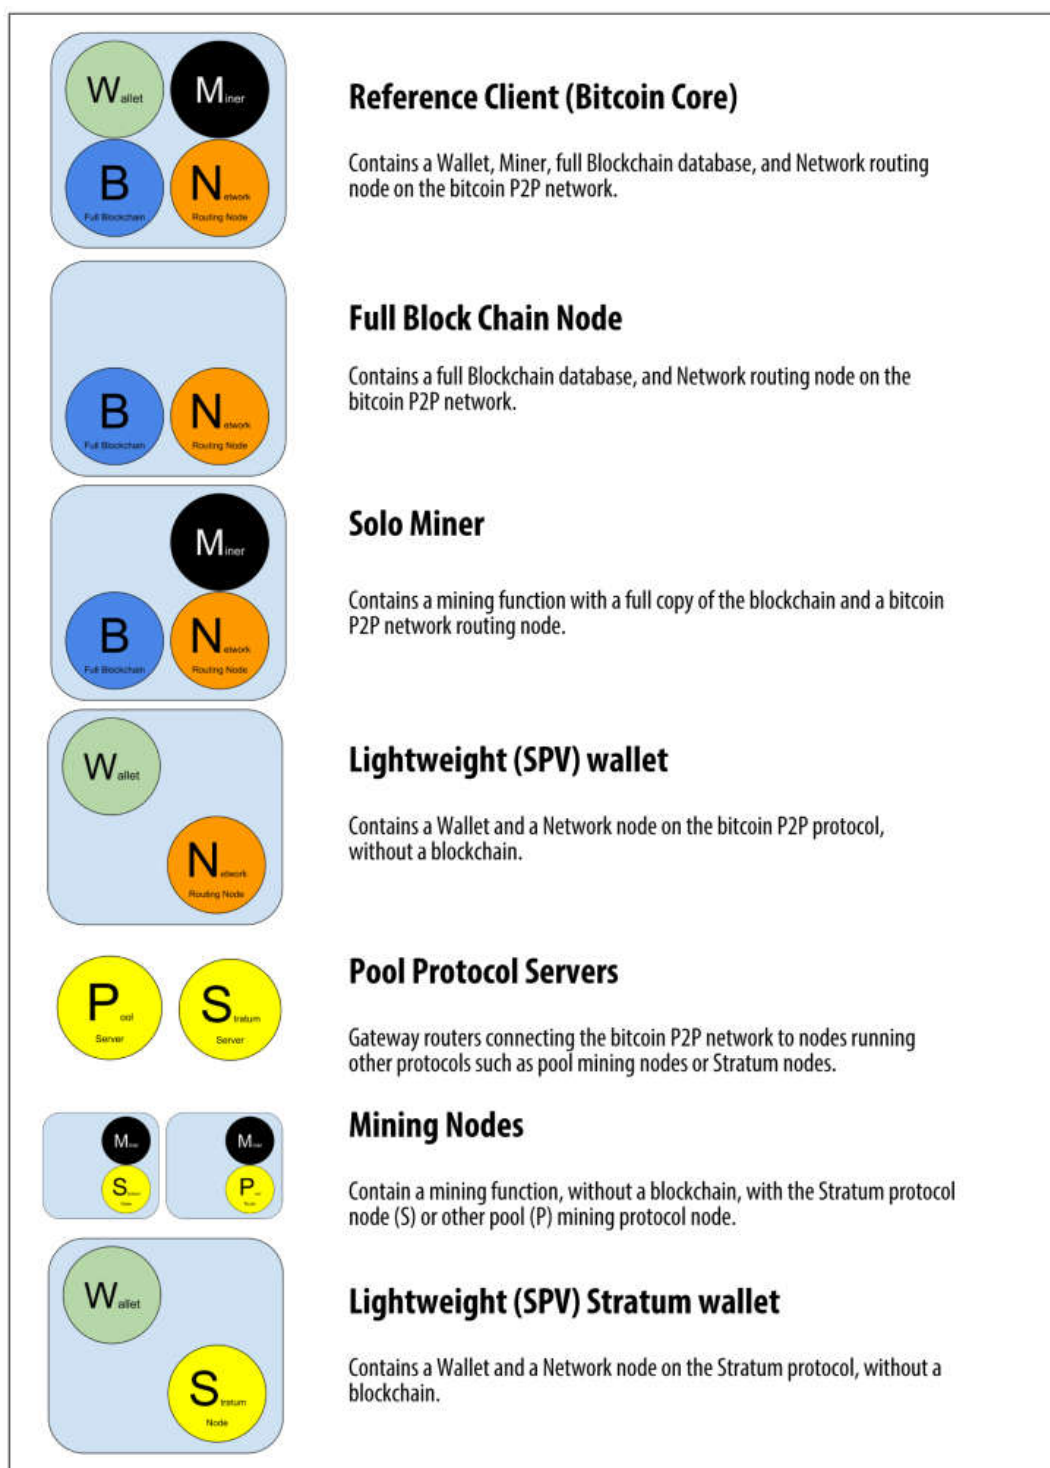 Wallet
Miner
B
Full Blockchain
Network
Routing Node
Reference Client (Bitcoin Core)
Contains a Wallet, Miner, full Blockchain database, and Network routing
node on the bitcoin P2P network.
B
Full Blockchain
Network
Routing Node
Full Block Chain Node
Contains a full Blockchain database, and Network routing node on the
bitcoin P2P network.
Miner
B
Full Blockchain
Network
Routing Node
Solo Miner
Contains a mining function with a full copy of the blockchain and a bitcoin
P2P network routing node.
Wallet
Network
Routing Node
Lightweight (SPV) wallet
Contains a Wallet and a Network node on the bitcoin P2P protocol,
without a blockchain.
Pool
Server
Stratum
Server
Pool Protocol Servers
Gateway routers connecting the bitcoin P2P network to nodes running
other protocols such as pool mining nodes or Stratum nodes.
Miner
Stratum
Node
Miner
Pool
Node
Mining Nodes
Contain a mining function, without a blockchain, with the Stratum protocol
node (S) or other pool (P) mining protocol node.
Wallet
Stratum
Node
Lightweight (SPV) Stratum wallet
Contains a Wallet and a Network node on the Stratum protocol, without a
blockchain.